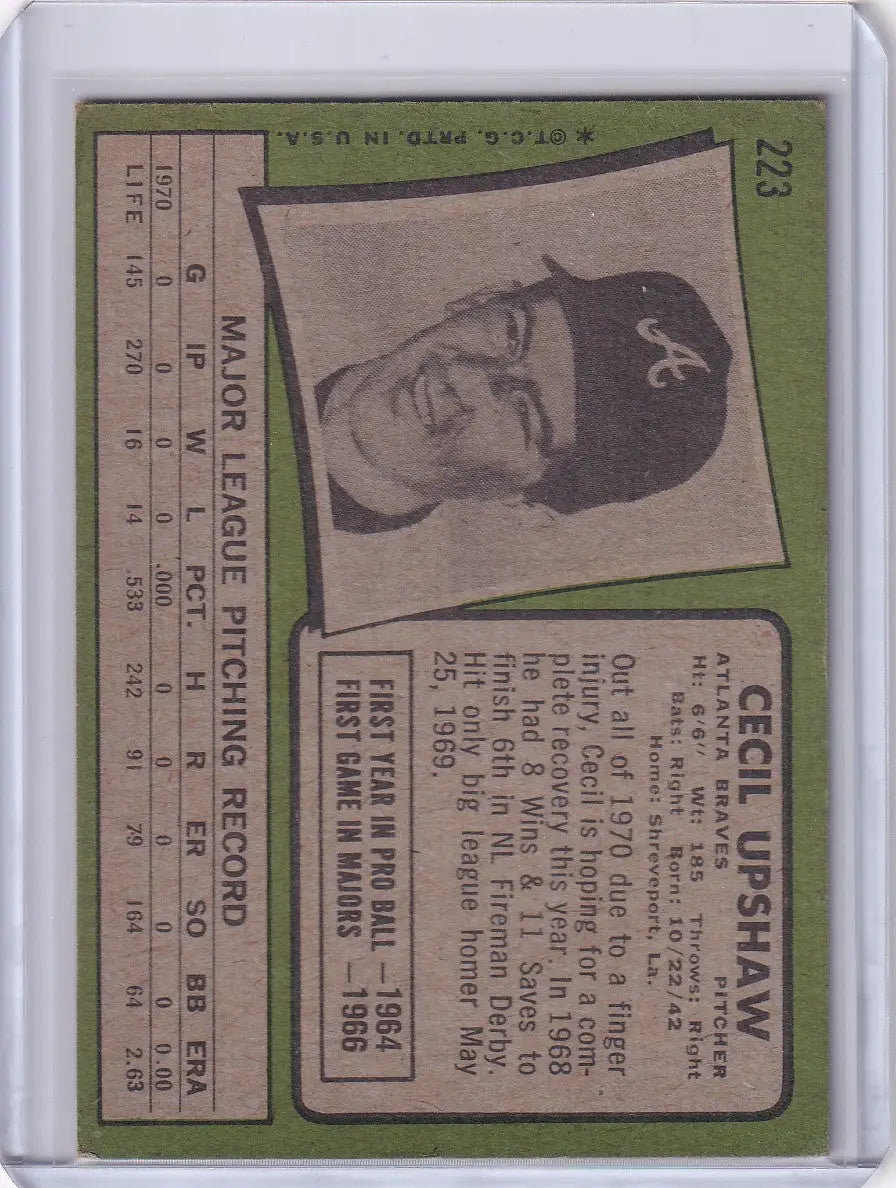 223
✶ ©T.C.G. PRTD. IN U.S.A.
A
CECIL UPSHAW
ATLANTA BRAVES PITCHER
Ht: 6'6" Wt: 185 Throws: Right
Bats: Right Born: 10/22/42
Home: Shreveport, La.
Out all of 1970 due to a finger
injury, Cecil is hoping for a com-
plete recovery this year. In 1968
he had 8 Wins & 11 Saves to
finish 6th in NL Fireman Derby.
Hit only big league homer May
25, 1969.
FIRST YEAR IN PRO BALL —1964
FIRST GAME IN MAJORS —1966
MAJOR LEAGUE PITCHING RECORD
G IP W L PCT. H R ER SO BB ERA
1970 0 0 0 0 .000 0 0 0 0 0 0.00
LIFE 145 270 16 14 .533 242 91 79 164 64 2.63